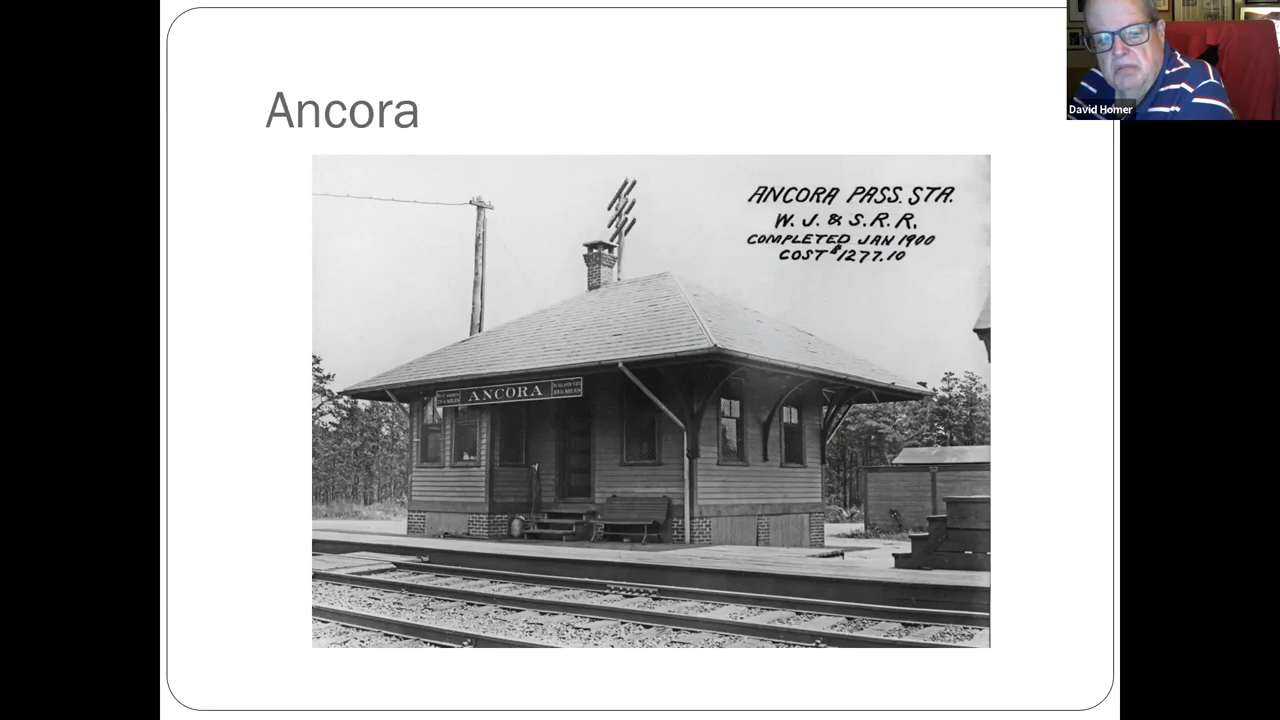 Ancora
David Homer
ANCORA PASS. STA.
W. J. & S. R. R.
COMPLETED JAN 1900
COST $1277.10
ANCORA